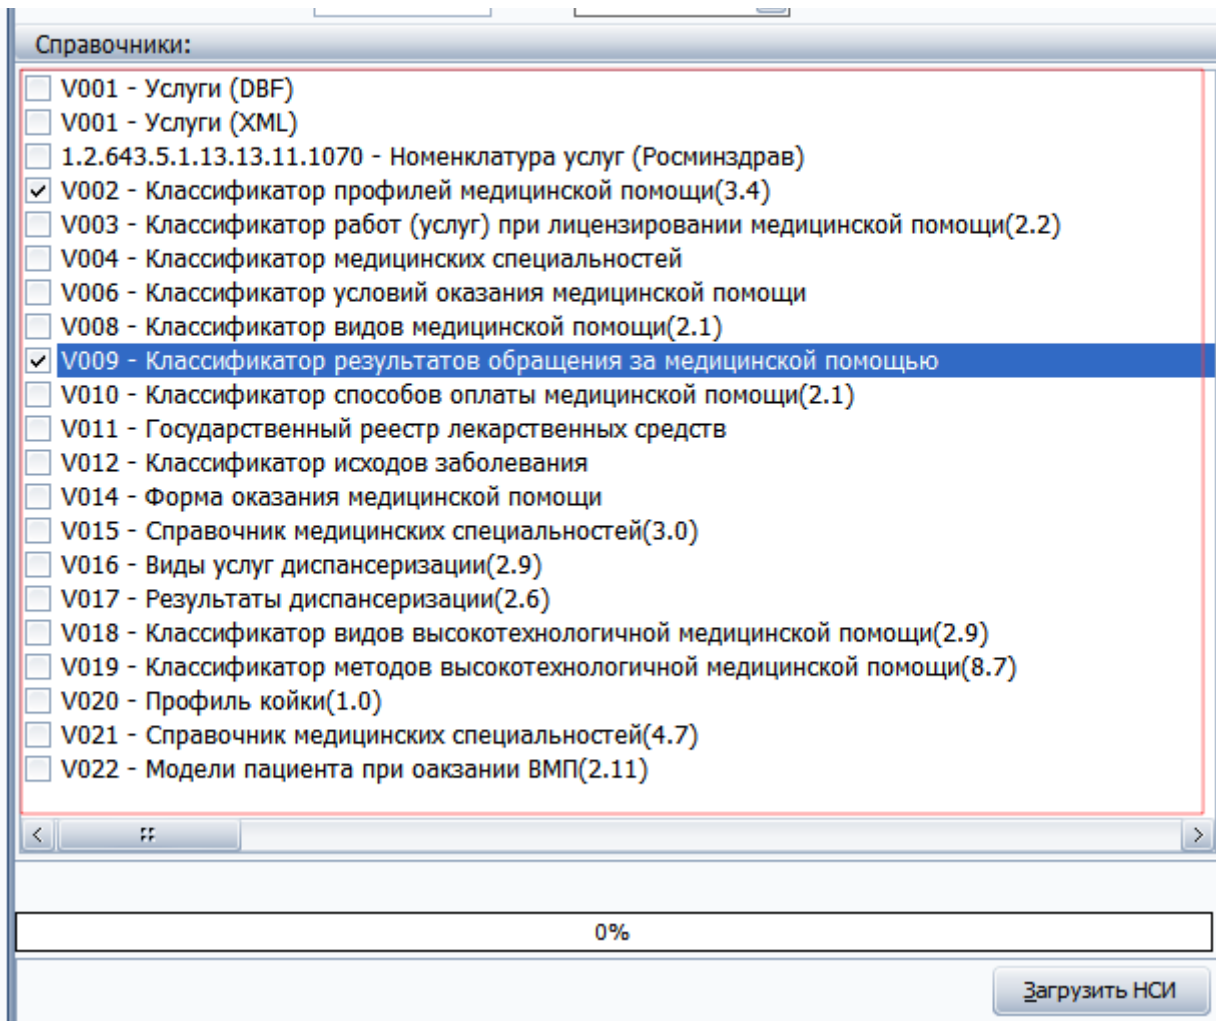 Справочники:
V001 - Услуги (DBF)
V001 - Услуги (XML)
1.2.643.5.1.13.13.11.1070 - Номенклатура услуг (Росминздрав)
V002 - Классификатор профилей медицинской помощи(3.4)
V003 - Классификатор работ (услуг) при лицензировании медицинской помощи(2.2)
V004 - Классификатор медицинских специальностей
V006 - Классификатор условий оказания медицинской помощи
V008 - Классификатор видов медицинской помощи(2.1)
V009 - Классификатор результатов обращения за медицинской помощью
V010 - Классификатор способов оплаты медицинской помощи(2.1)
V011 - Государственный реестр лекарственных средств
V012 - Классификатор исходов заболевания
V014 - Форма оказания медицинской помощи
V015 - Справочник медицинских специальностей(3.0)
V016 - Виды услуг диспансеризации(2.9)
V017 - Результаты диспансеризации(2.6)
V018 - Классификатор видов высокотехнологичной медицинской помощи(2.9)
V019 - Классификатор методов высокотехнологичной медицинской помощи(8.7)
V020 - Профиль койки(1.0)
V021 - Справочник медицинских специальностей(4.7)
V022 - Модели пациента при оакзании ВМП(2.11)
0%
Загрузить НСИ